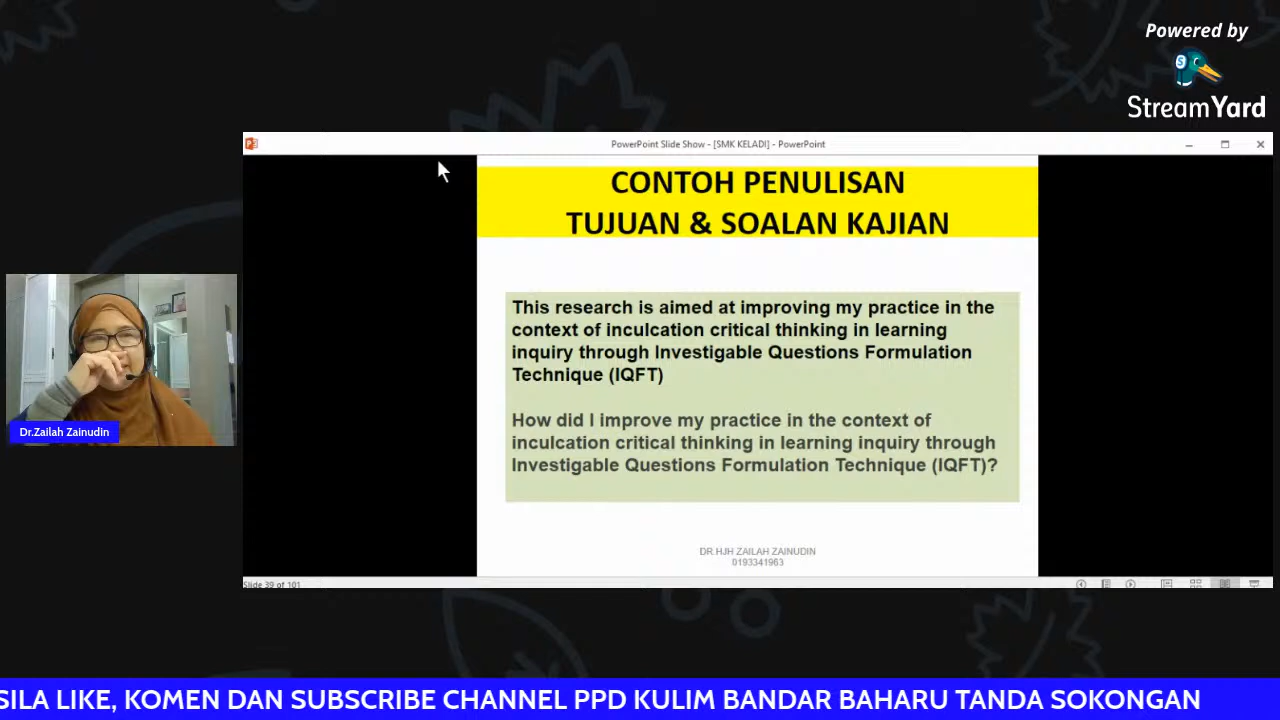 Powered by
StreamYard
PowerPoint Slide Show - [SMK KELADI] - PowerPoint
CONTOH PENULISAN
TUJUAN & SOALAN KAJIAN
This research is aimed at improving my practice in the
context of inculcation critical thinking in learning
inquiry through Investigable Questions Formulation
Technique (IQFT)
How did I improve my practice in the context of
inculcation critical thinking in learning inquiry through
Investigable Questions Formulation Technique (IQFT)?
DR.HJH ZAILAH ZAINUDIN
0193341963
Slide 39 of 101
Dr.Zailah Zainudin
SILA LIKE, KOMEN DAN SUBSCRIBE CHANNEL PPD KULIM BANDAR BAHARU TANDA SOKONGAN